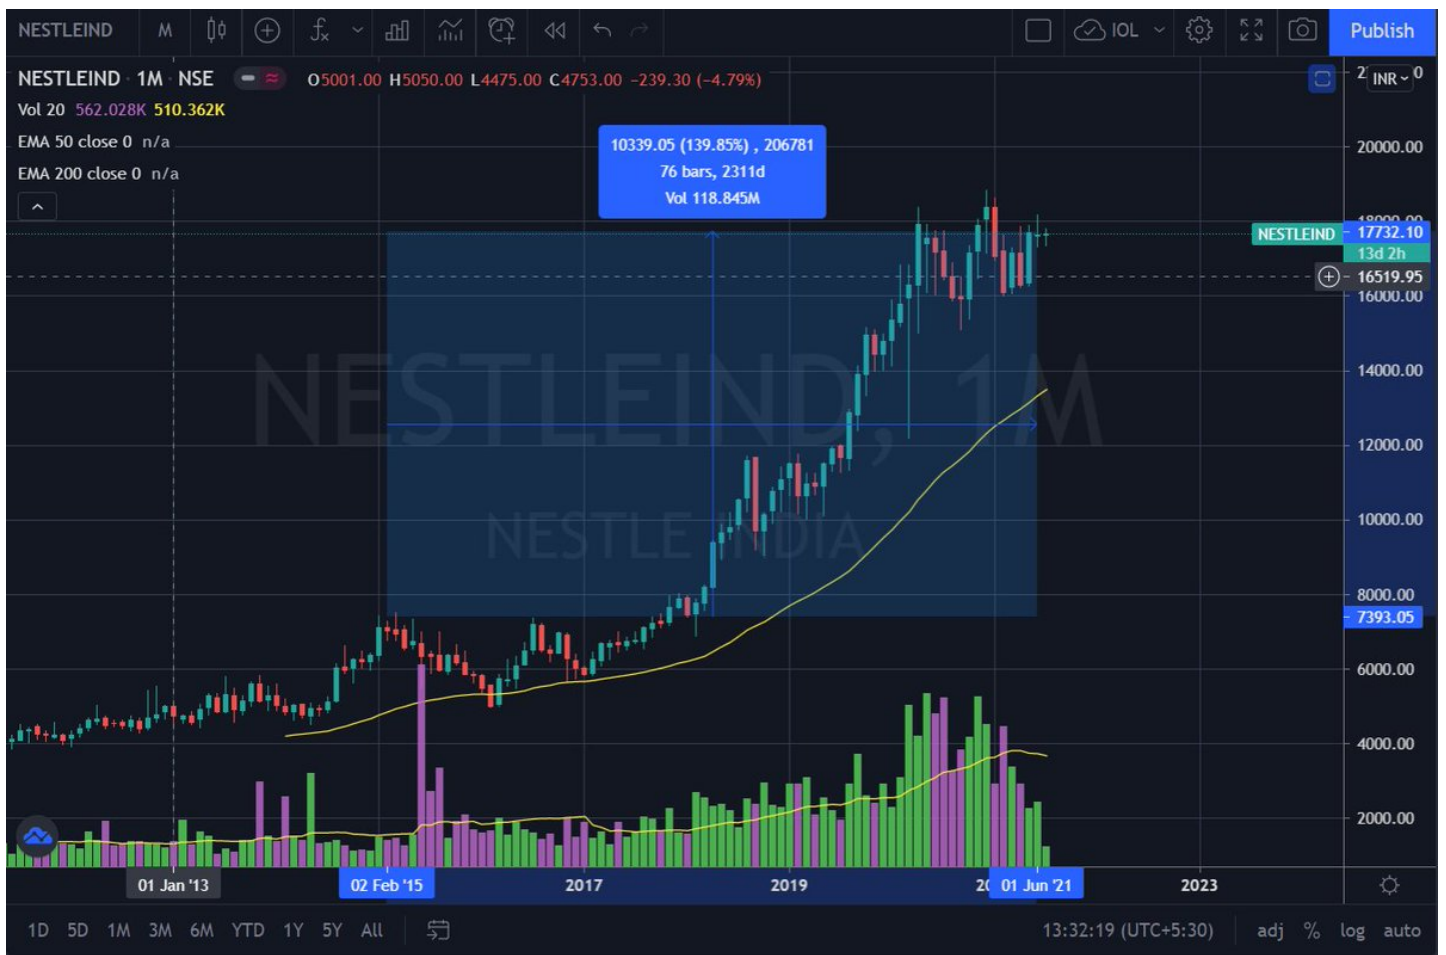 NESTLEIND M fx IOL Publish
NESTLEIND · 1M · NSE O5001.00 H5050.00 L4475.00 C4753.00 −239.30 (−4.79%)
INR
Vol 20 562.028K 510.362K
EMA 50 close 0 n/a
EMA 200 close 0 n/a
10339.05 (139.85%) , 206781
76 bars, 2311d
Vol 118.845M
20000.00
18000.00
NESTLEIND 17732.10
13d 2h
16519.95
16000.00
14000.00
12000.00
10000.00
8000.00
7393.05
6000.00
4000.00
2000.00
NESTLEIND, 1M
NESTLE INDIA
01 Jan '13 02 Feb '15 2017 2019 01 Jun '21 2023
1D 5D 1M 3M 6M YTD 1Y 5Y All 13:32:19 (UTC+5:30) adj % log auto